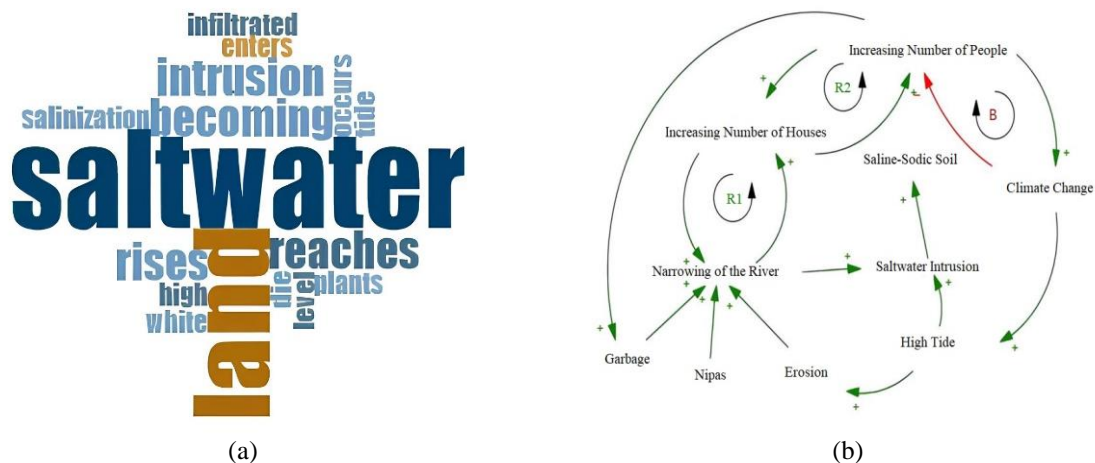 infiltrated
enters
intrusion
occurs
tide
salinization
becoming
saltwater
land
reaches
rises
high
white
die
level
plants
(a)
Increasing Number of People
+
R2
+
-
B
Increasing Number of Houses
Saline-Sodic Soil
+
+
Climate Change
R1
+
+
+
Narrowing of the River
+
Saltwater Intrusion
+
+
+
+
+
High Tide
+
Garbage
Nipas
Erosion
+
(b)